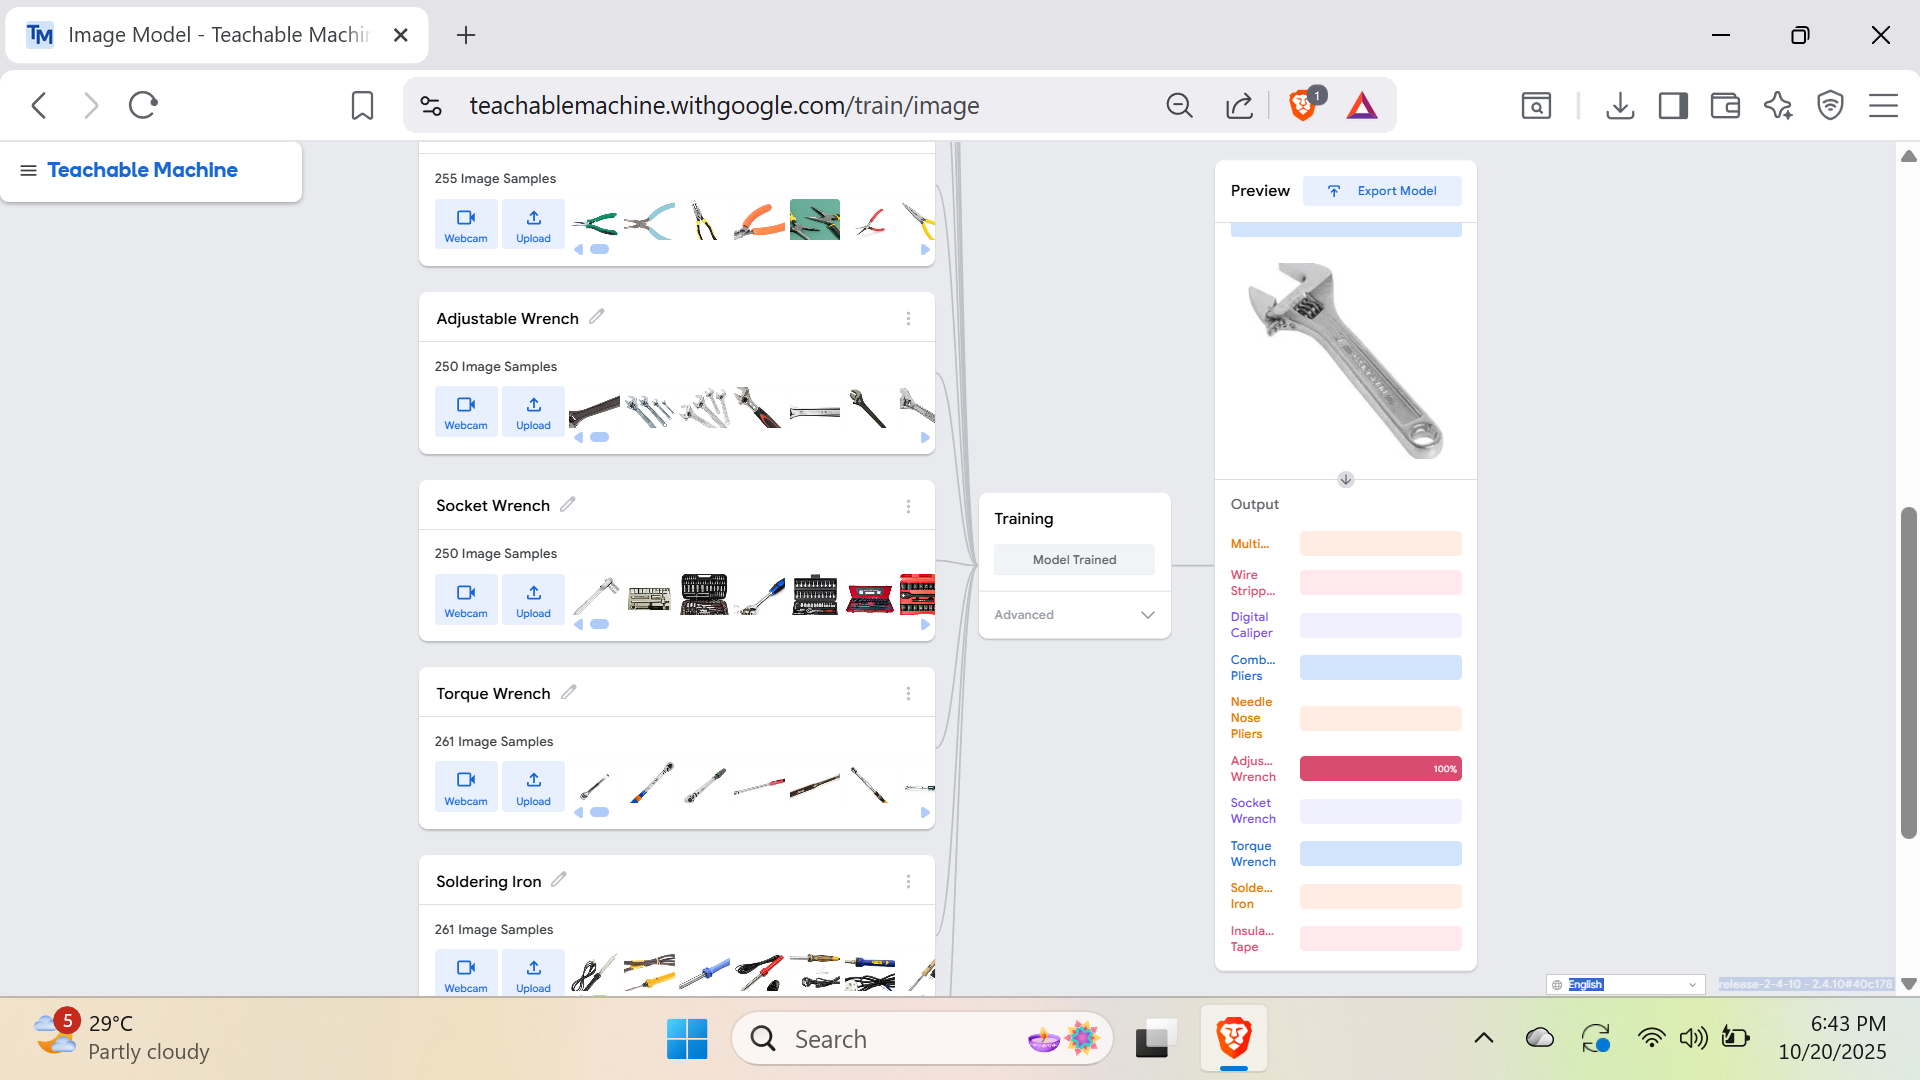 TM Image Model - Teachable Machin
teachablemachine.withgoogle.com/train/image
1
Teachable Machine
255 Image Samples
Webcam
Upload
Adjustable Wrench
250 Image Samples
Webcam
Upload
Socket Wrench
250 Image Samples
Webcam
Upload
Torque Wrench
261 Image Samples
Webcam
Upload
Soldering Iron
261 Image Samples
Webcam
Upload
Training
Model Trained
Advanced
Preview
Export Model
Output
Multi...
Wire
Stripp...
Digital
Caliper
Comb...
Pliers
Needle
Nose
Pliers
Adjus...
Wrench
100%
Socket
Wrench
Torque
Wrench
Solde...
Iron
Insula...
Tape
English
release-2-4-10 - 2.4.10#40c178
5
29°C
Partly cloudy
Search
6:43 PM
10/20/2025